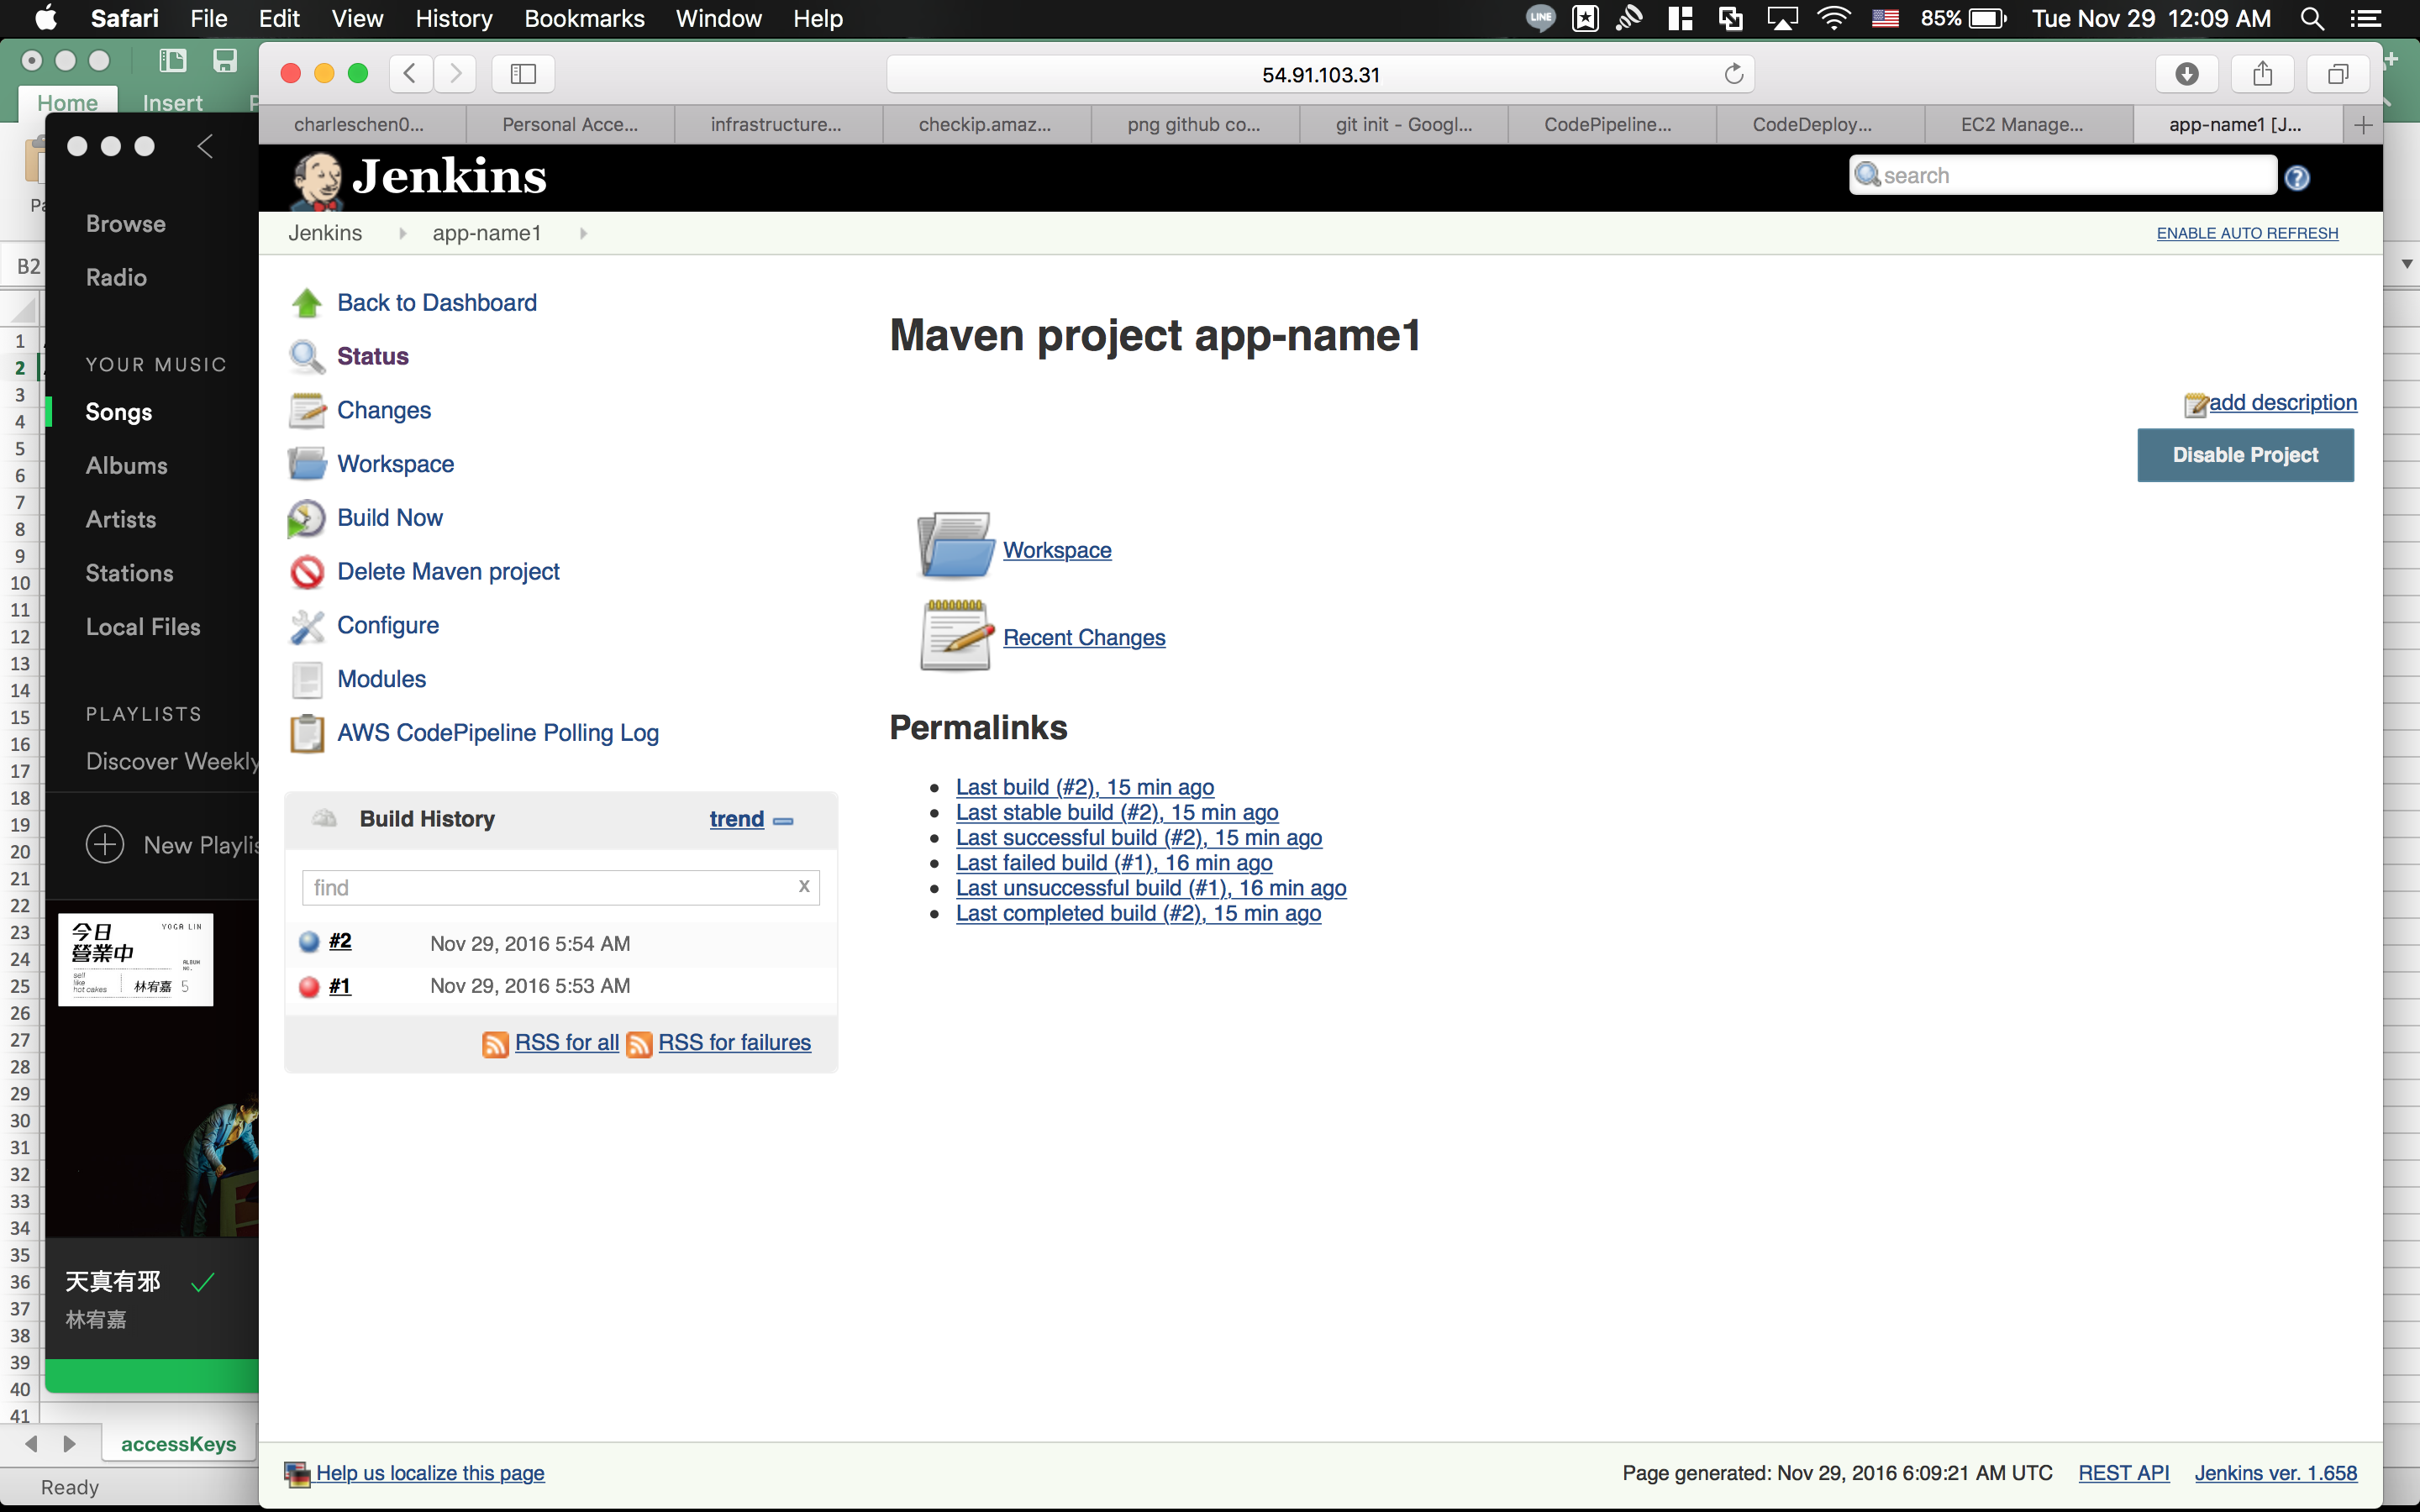 Safari File Edit View History Bookmarks Window Help
LINE 85% Tue Nov 29 12:09 AM
54.91.103.31
Home Insert P
charleschen0... Personal Acce... infrastructure... checkip.amaz... png github co... git init - Googl... CodePipeline... CodeDeploy... EC2 Manage... app-name1 [J...
Jenkins
search
Jenkins app-name1
ENABLE AUTO REFRESH
Pa
B2
Browse
Radio
YOUR MUSIC
Songs
Albums
Artists
Stations
Local Files
PLAYLISTS
Discover Weekly
New Playlis
今日
營業中
YOGA LIN
ALBUM
NO.
sell
like
hot cakes
林宥嘉 5
天真有邪
林宥嘉
1
2
3
4
5
6
7
8
9
10
11
12
13
14
15
16
17
18
19
20
21
22
23
24
25
26
27
28
29
30
31
32
33
34
35
36
37
38
39
40
41
accessKeys
Ready
Back to Dashboard
Status
Changes
Workspace
Build Now
Delete Maven project
Configure
Modules
AWS CodePipeline Polling Log
Build History trend
find x
#2 Nov 29, 2016 5:54 AM
#1 Nov 29, 2016 5:53 AM
RSS for all RSS for failures
Maven project app-name1
add description
Disable Project
Workspace
Recent Changes
Permalinks
Last build (#2), 15 min ago
Last stable build (#2), 15 min ago
Last successful build (#2), 15 min ago
Last failed build (#1), 16 min ago
Last unsuccessful build (#1), 16 min ago
Last completed build (#2), 15 min ago
Help us localize this page
Page generated: Nov 29, 2016 6:09:21 AM UTC REST API Jenkins ver. 1.658